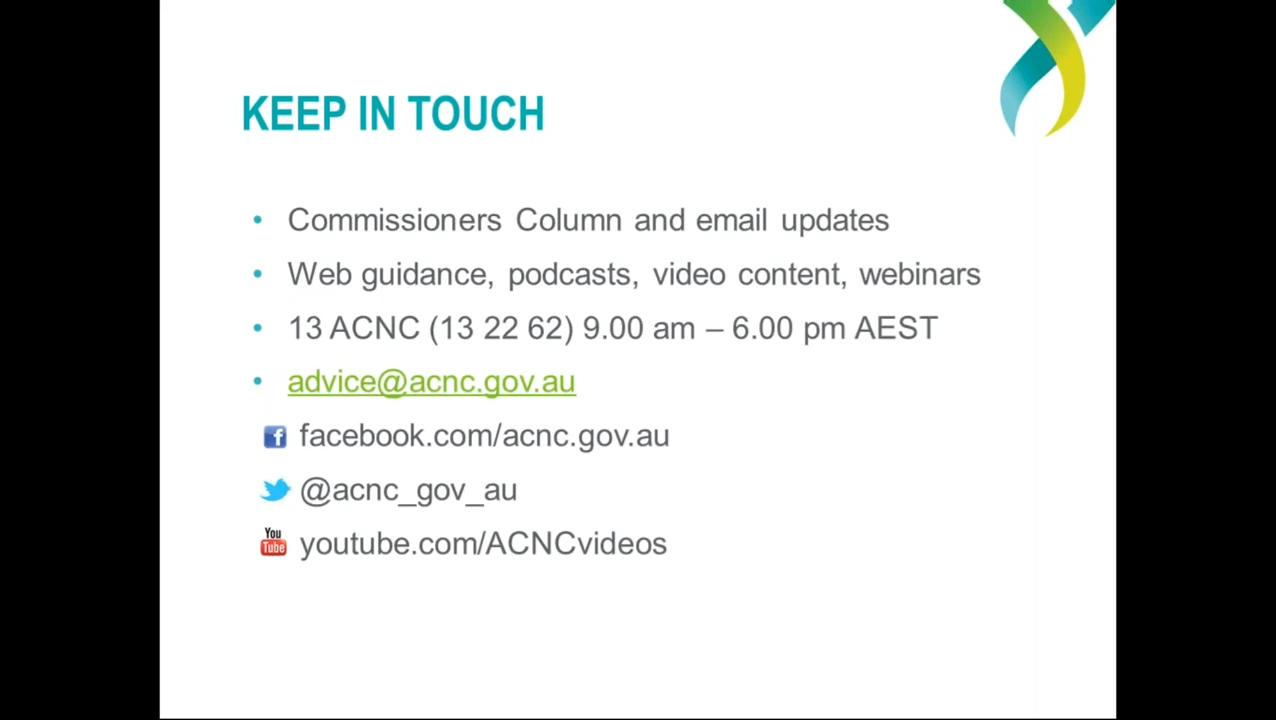 KEEP IN TOUCH
• Commissioners Column and email updates
• Web guidance, podcasts, video content, webinars
• 13 ACNC (13 22 62) 9.00 am – 6.00 pm AEST
• advice@acnc.gov.au
f facebook.com/acnc.gov.au
@acnc_gov_au
You Tube youtube.com/ACNCvideos